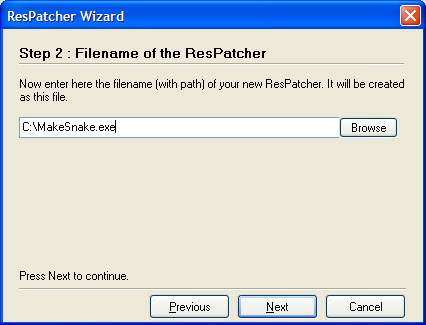 ResPatcher Wizard
Step 2 : Filename of the ResPatcher
Now enter here the filename (with path) of your new ResPatcher. It will be created
as this file.
C:\MakeSnake.exe
Browse
Press Next to continue.
Previous
Next
Cancel